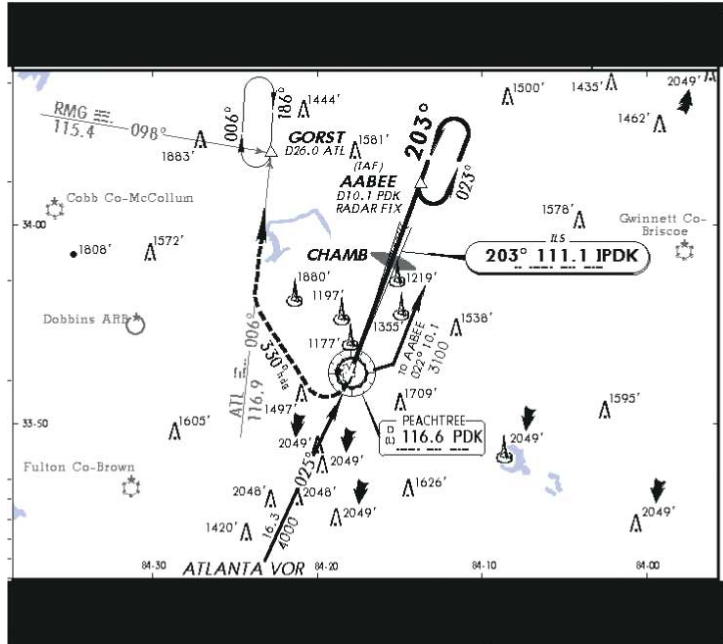 1500'
1435'
2049'
1444'
186°
006°
RMG
115.4
098°
1462'
1883'
GORST
D26.0 ATL
1581'
(IAF)
AABEE
D10.1 PDK
RADAR FIX
203°
023°
Cobb Co-McCollum
34-00
1578'
Gwinnett Co-
Briscoe
1808'
1572'
CHAMB
ILS
203° 111.1 IPDK
1880'
1219'
1197'
Dobbins ARB
1355'
1538'
1177'
330° hdg
006°
ATL
116.9
TO AABEE
022° 10.1
3100
1497'
1709'
1595'
33-50
1605'
PEACHTREE
D 116.6 PDK
2049'
2049'
2049'
025°
Fulton Co-Brown
2048'
2048'
1626'
2049'
2049'
1420'
16.3
4000
ATLANTA VOR
84-30
84-20
84-10
84-00